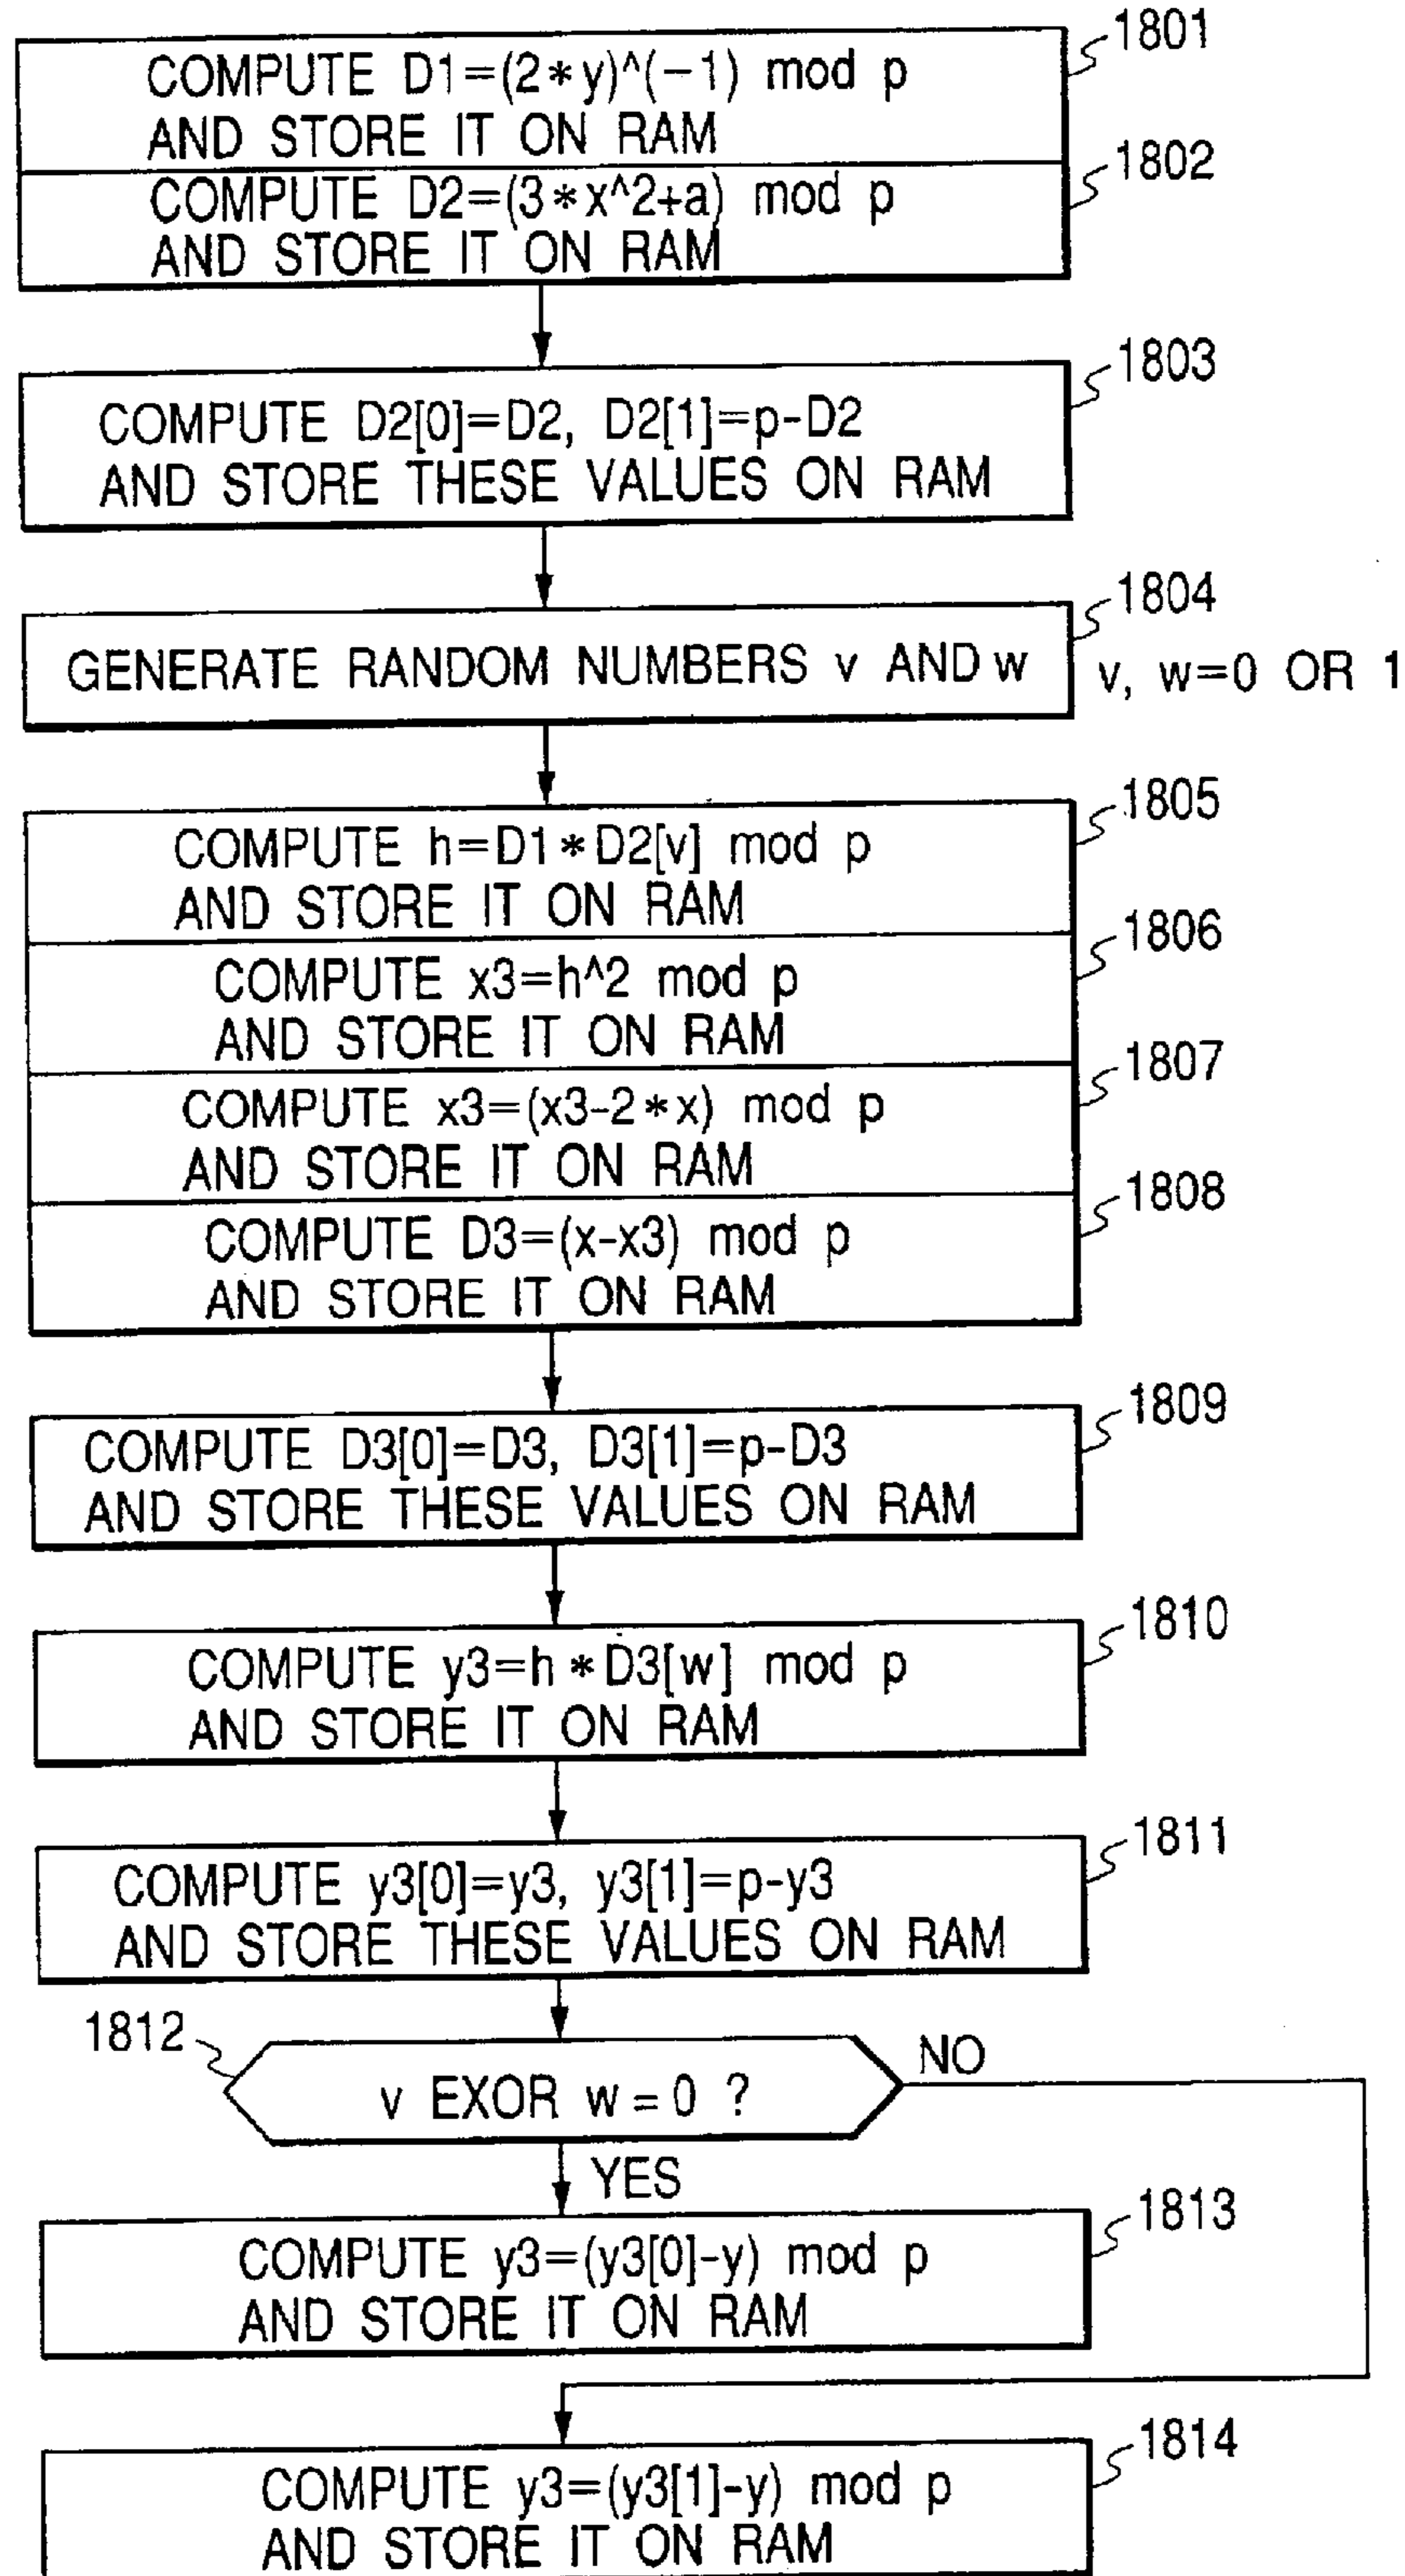 1801
COMPUTE D1=(2*y)^(-1) mod p
AND STORE IT ON RAM
1802
COMPUTE D2=(3*x^2+a) mod p
AND STORE IT ON RAM
1803
COMPUTE D2[0]=D2, D2[1]=p-D2
AND STORE THESE VALUES ON RAM
1804
GENERATE RANDOM NUMBERS v AND w
v, w=0 OR 1
1805
COMPUTE h=D1*D2[v] mod p
AND STORE IT ON RAM
1806
COMPUTE x3=h^2 mod p
AND STORE IT ON RAM
1807
COMPUTE x3=(x3-2*x) mod p
AND STORE IT ON RAM
1808
COMPUTE D3=(x-x3) mod p
AND STORE IT ON RAM
1809
COMPUTE D3[0]=D3, D3[1]=p-D3
AND STORE THESE VALUES ON RAM
1810
COMPUTE y3=h*D3[w] mod p
AND STORE IT ON RAM
1811
COMPUTE y3[0]=y3, y3[1]=p-y3
AND STORE THESE VALUES ON RAM
1812
v EXOR w=0 ?
NO
YES
1813
COMPUTE y3=(y3[0]-y) mod p
AND STORE IT ON RAM
1814
COMPUTE y3=(y3[1]-y) mod p
AND STORE IT ON RAM